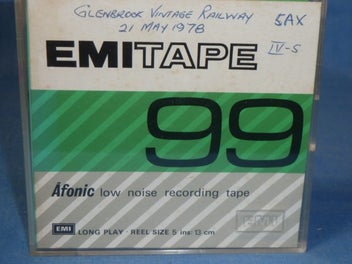 GLENBROOK VINTAGE RAILWAY 5AX
21 MAY 1978
EMITAPE IV-S
99
Afonic low noise recording tape
EMI LONG PLAY · REEL SIZE 5 ins: 13 cm
EMI